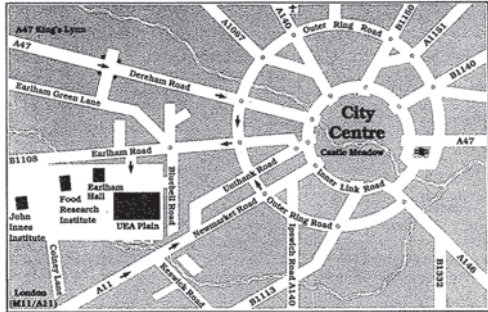 A47 King's Lynn
A47
A1067
A140
Outer Ring Road
B1150
A1151
B1140
Earlham Green Lane
Dereham Road
City
Centre
Castle Meadow
A47
B1108
Earlham Road
Bluebell Road
Unthank Road
Inner Link Road
John
Innes
Institute
Food
Research
Institute
Earlham
Hall
UEA Plain
Newmarket Road
Outer Ring Road
Colney Lane
Keswick Road
Ipswich Road A140
A11
London
(M11/A11)
B1113
B1332
A146